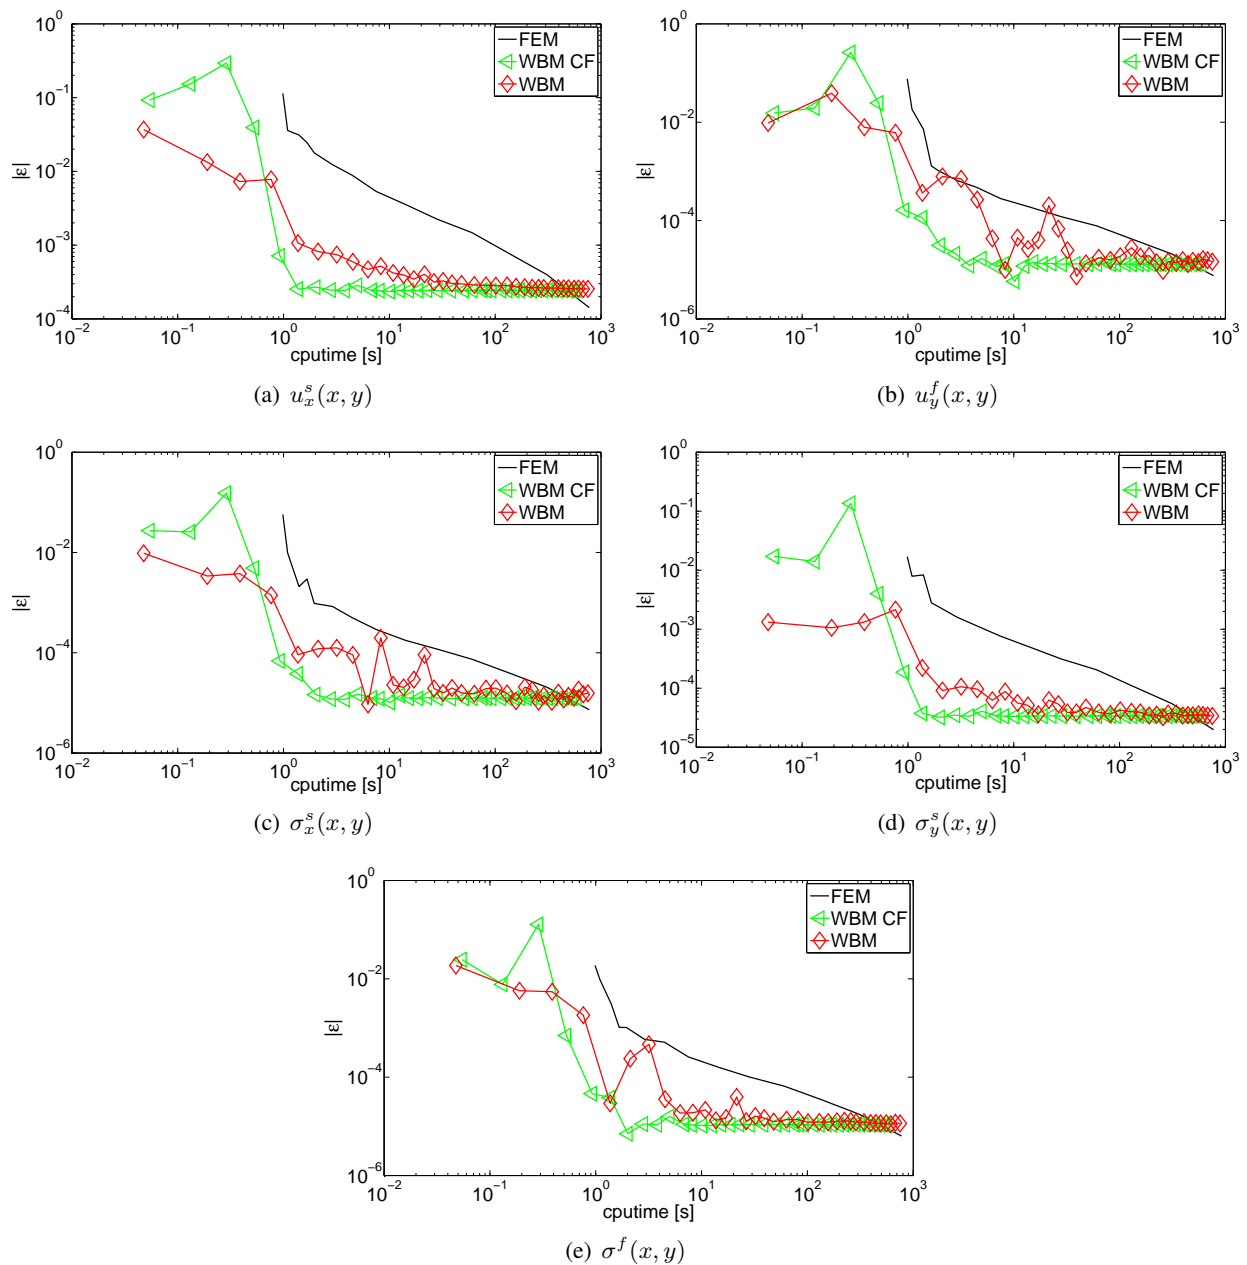 10^0
10^-1
10^-2
10^-3
10^-4
|ε|
10^-2 10^-1 10^0 10^1 10^2 10^3
cputime [s]
FEM
WBM CF
WBM
(a) u_x^s(x, y)
10^0
10^-2
10^-4
10^-6
|ε|
10^-2 10^-1 10^0 10^1 10^2 10^3
cputime [s]
FEM
WBM CF
WBM
(b) u_y^f(x, y)
10^0
10^-2
10^-4
10^-6
|ε|
10^-2 10^-1 10^0 10^1 10^2 10^3
cputime [s]
FEM
WBM CF
WBM
(c) σ_x^s(x, y)
10^0
10^-1
10^-2
10^-3
10^-4
10^-5
|ε|
10^-2 10^-1 10^0 10^1 10^2 10^3
cputime [s]
FEM
WBM CF
WBM
(d) σ_y^s(x, y)
10^0
10^-2
10^-4
10^-6
|ε|
10^-2 10^-1 10^0 10^1 10^2 10^3
cputime [s]
FEM
WBM CF
WBM
(e) σ^f(x, y)